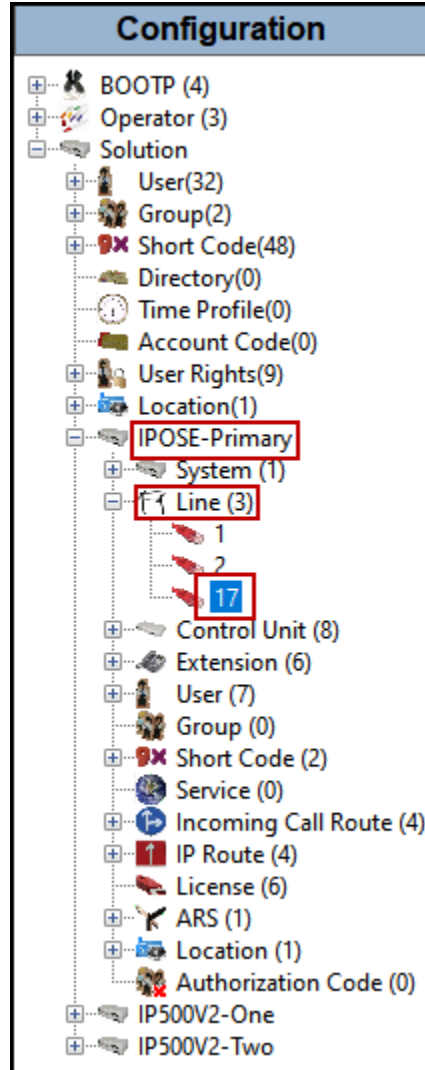 Configuration
BOOTP (4)
Operator (3)
Solution
User(32)
Group(2)
Short Code(48)
Directory(0)
Time Profile(0)
Account Code(0)
User Rights(9)
Location(1)
IPOSE-Primary
System (1)
Line (3)
1
2
17
Control Unit (8)
Extension (6)
User (7)
Group (0)
Short Code (2)
Service (0)
Incoming Call Route (4)
IP Route (4)
License (6)
ARS (1)
Location (1)
Authorization Code (0)
IP500V2-One
IP500V2-Two